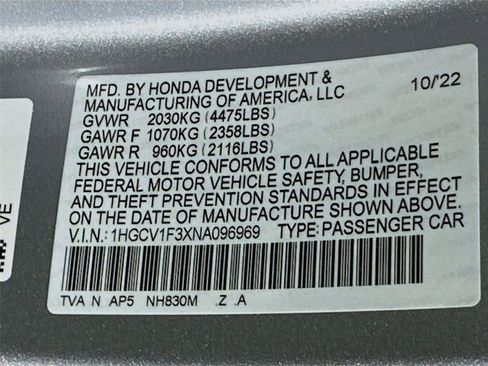 MFD. BY HONDA DEVELOPMENT &
MANUFACTURING OF AMERICA, LLC 10/22
GVWR 2030KG (4475LBS)
GAWR F 1070KG (2358LBS)
GAWR R 960KG (2116LBS)
THIS VEHICLE CONFORMS TO ALL APPLICABLE
FEDERAL MOTOR VEHICLE SAFETY, BUMPER,
AND THEFT PREVENTION STANDARDS IN EFFECT
ON THE DATE OF MANUFACTURE SHOWN ABOVE.
V.I.N.: 1HGCV1F3XNA096969 TYPE: PASSENGER CAR
TVA N AP5 NH830M .Z .A
VE